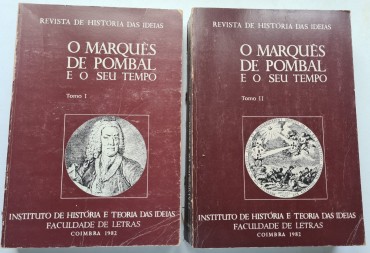 REVISTA DE HISTÓRIA DAS IDEIAS
O MARQUÊS
DE POMBAL
E O SEU TEMPO
Tomo I
INSTITUTO DE HISTÓRIA E TEORIA DAS IDEIAS
FACULDADE DE LETRAS
COIMBRA 1982
REVISTA DE HISTÓRIA DAS IDEIAS
O MARQUÊS
DE POMBAL
E O SEU TEMPO
Tomo II
INSTITUTO DE HISTÓRIA E TEORIA DAS IDEIAS
FACULDADE DE LETRAS
COIMBRA 1982